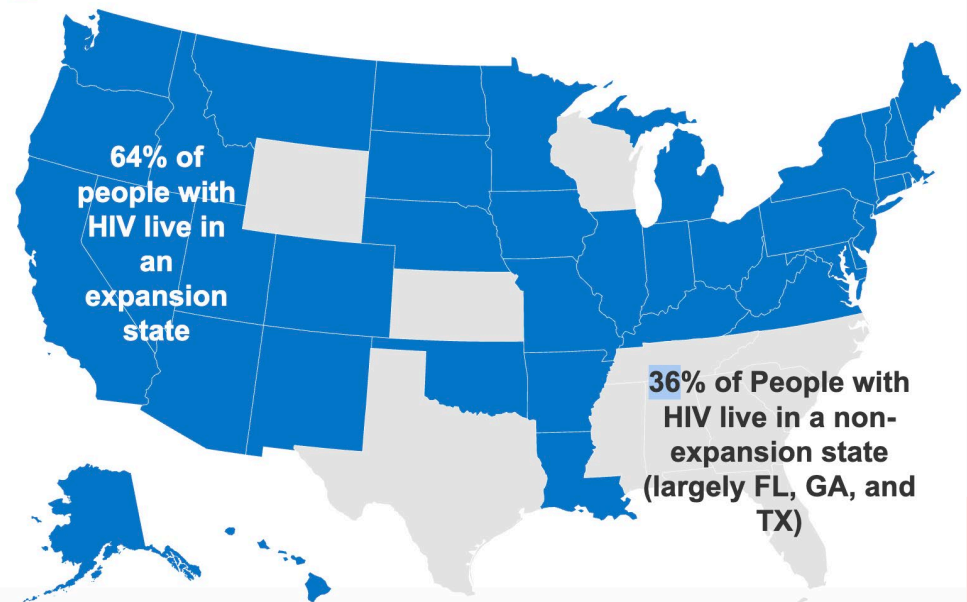 64% of
people with
HIV live in
an
expansion
state
36% of People with
HIV live in a non-
expansion state
(largely FL, GA, and
TX)